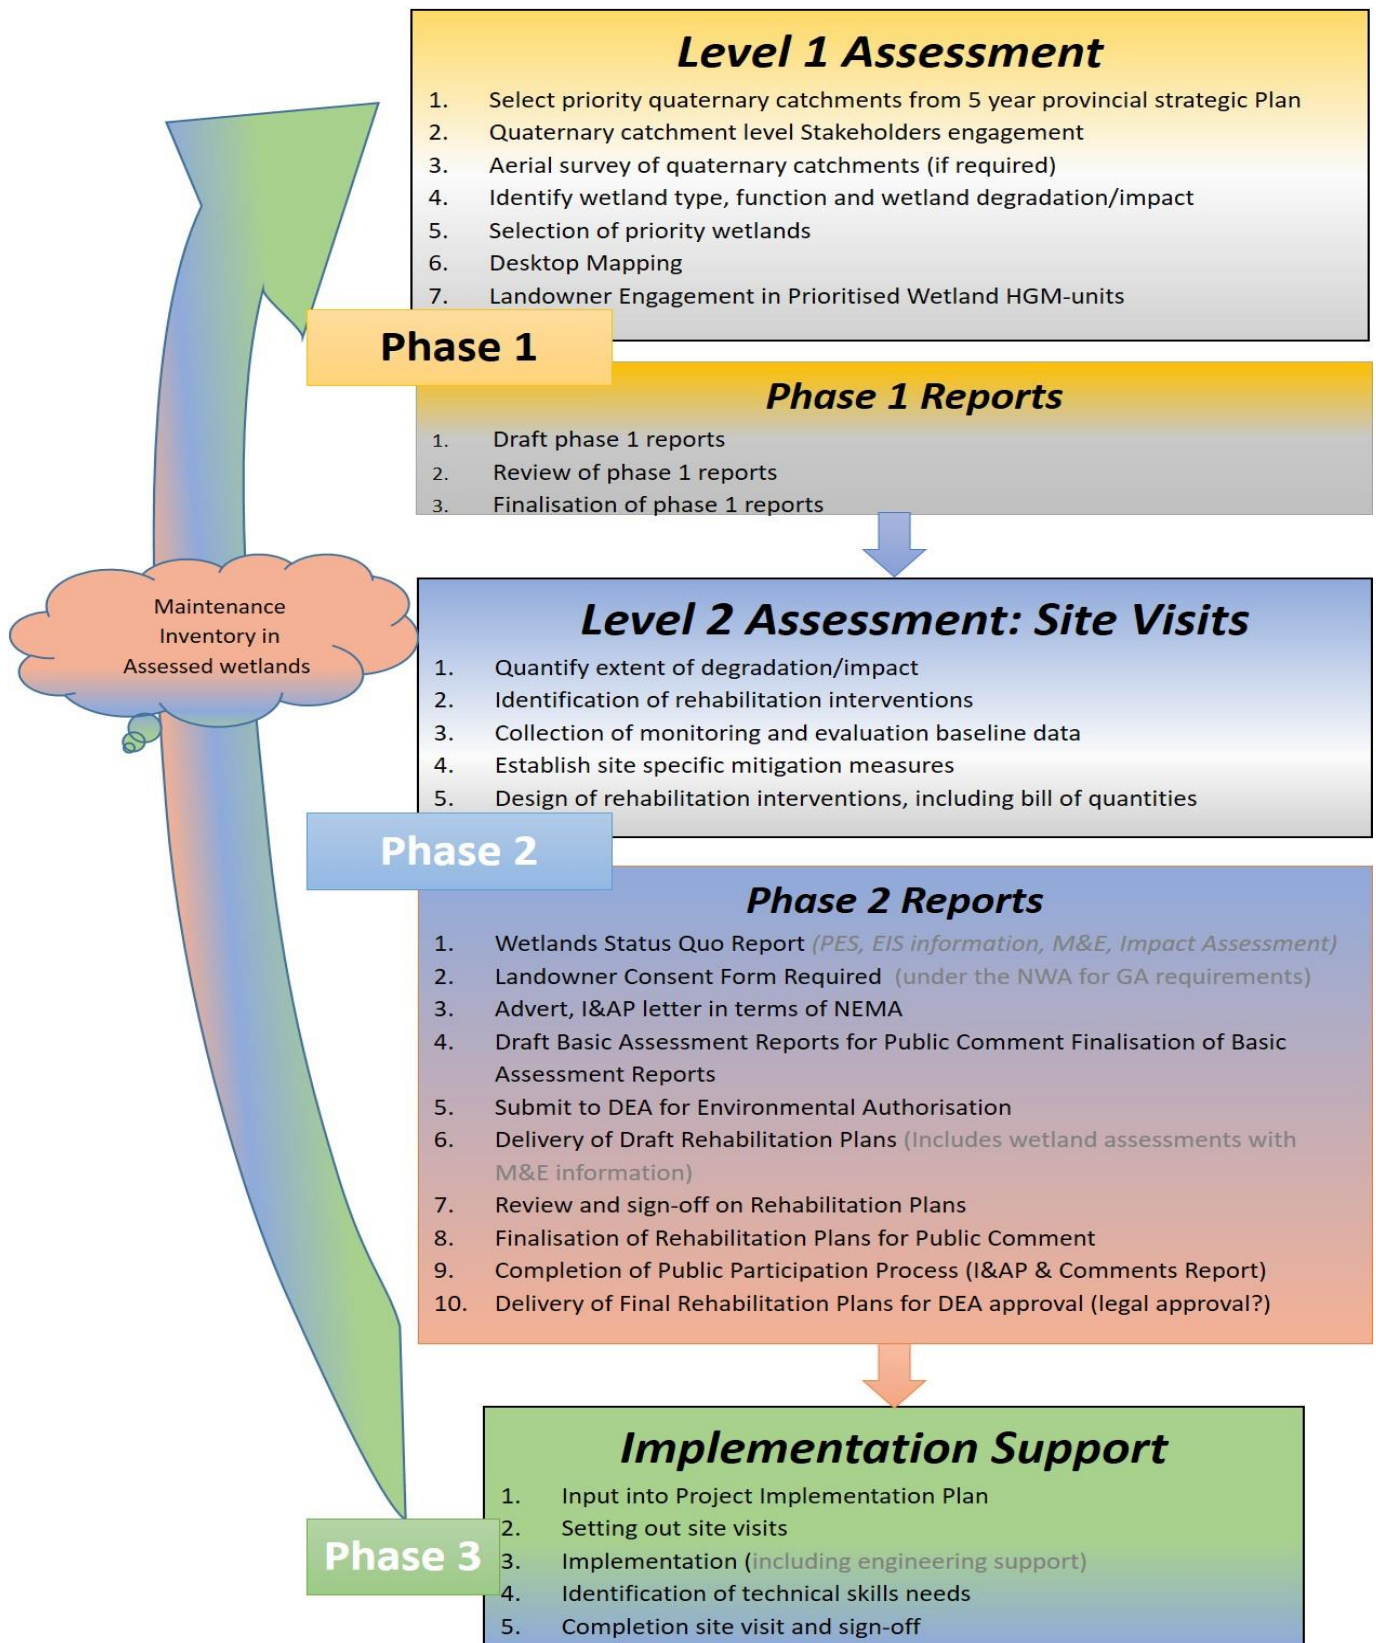 Level 1 Assessment
1. Select priority quaternary catchments from 5 year provincial strategic Plan
2. Quaternary catchment level Stakeholders engagement
3. Aerial survey of quaternary catchments (if required)
4. Identify wetland type, function and wetland degradation/impact
5. Selection of priority wetlands
6. Desktop Mapping
7. Landowner Engagement in Prioritised Wetland HGM-units
Phase 1
Phase 1 Reports
1. Draft phase 1 reports
2. Review of phase 1 reports
3. Finalisation of phase 1 reports
Maintenance
Inventory in
Assessed wetlands
Level 2 Assessment: Site Visits
1. Quantify extent of degradation/impact
2. Identification of rehabilitation interventions
3. Collection of monitoring and evaluation baseline data
4. Establish site specific mitigation measures
5. Design of rehabilitation interventions, including bill of quantities
Phase 2
Phase 2 Reports
1. Wetlands Status Quo Report (PES, EIS information, M&E, Impact Assessment)
2. Landowner Consent Form Required (under the NWA for GA requirements)
3. Advert, I&AP letter in terms of NEMA
4. Draft Basic Assessment Reports for Public Comment Finalisation of Basic
Assessment Reports
5. Submit to DEA for Environmental Authorisation
6. Delivery of Draft Rehabilitation Plans (Includes wetland assessments with
M&E information)
7. Review and sign-off on Rehabilitation Plans
8. Finalisation of Rehabilitation Plans for Public Comment
9. Completion of Public Participation Process (I&AP & Comments Report)
10. Delivery of Final Rehabilitation Plans for DEA approval (legal approval?)
Implementation Support
1. Input into Project Implementation Plan
2. Setting out site visits
Phase 3
3. Implementation (including engineering support)
4. Identification of technical skills needs
5. Completion site visit and sign-off